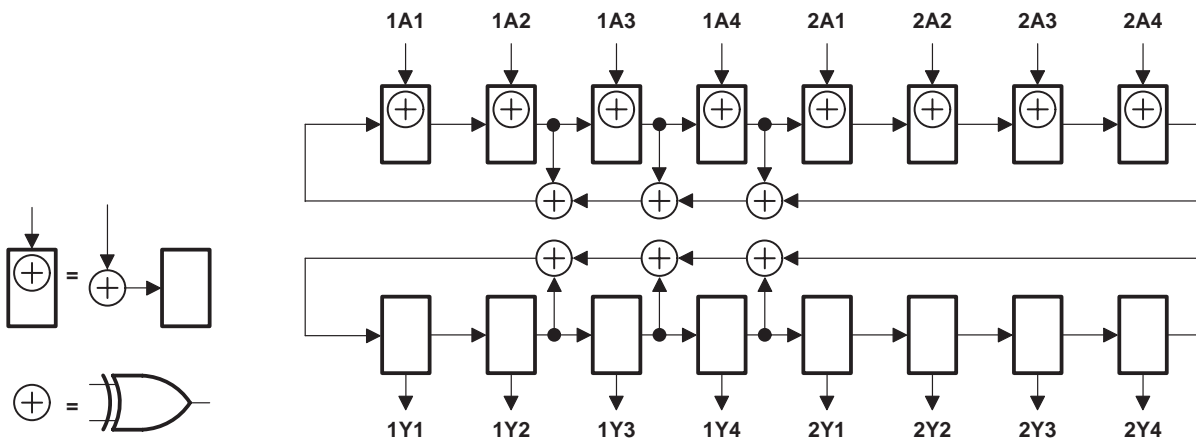 1A1 1A2 1A3 1A4 2A1 2A2 2A3 2A4
=
=
1Y1 1Y2 1Y3 1Y4 2Y1 2Y2 2Y3 2Y4